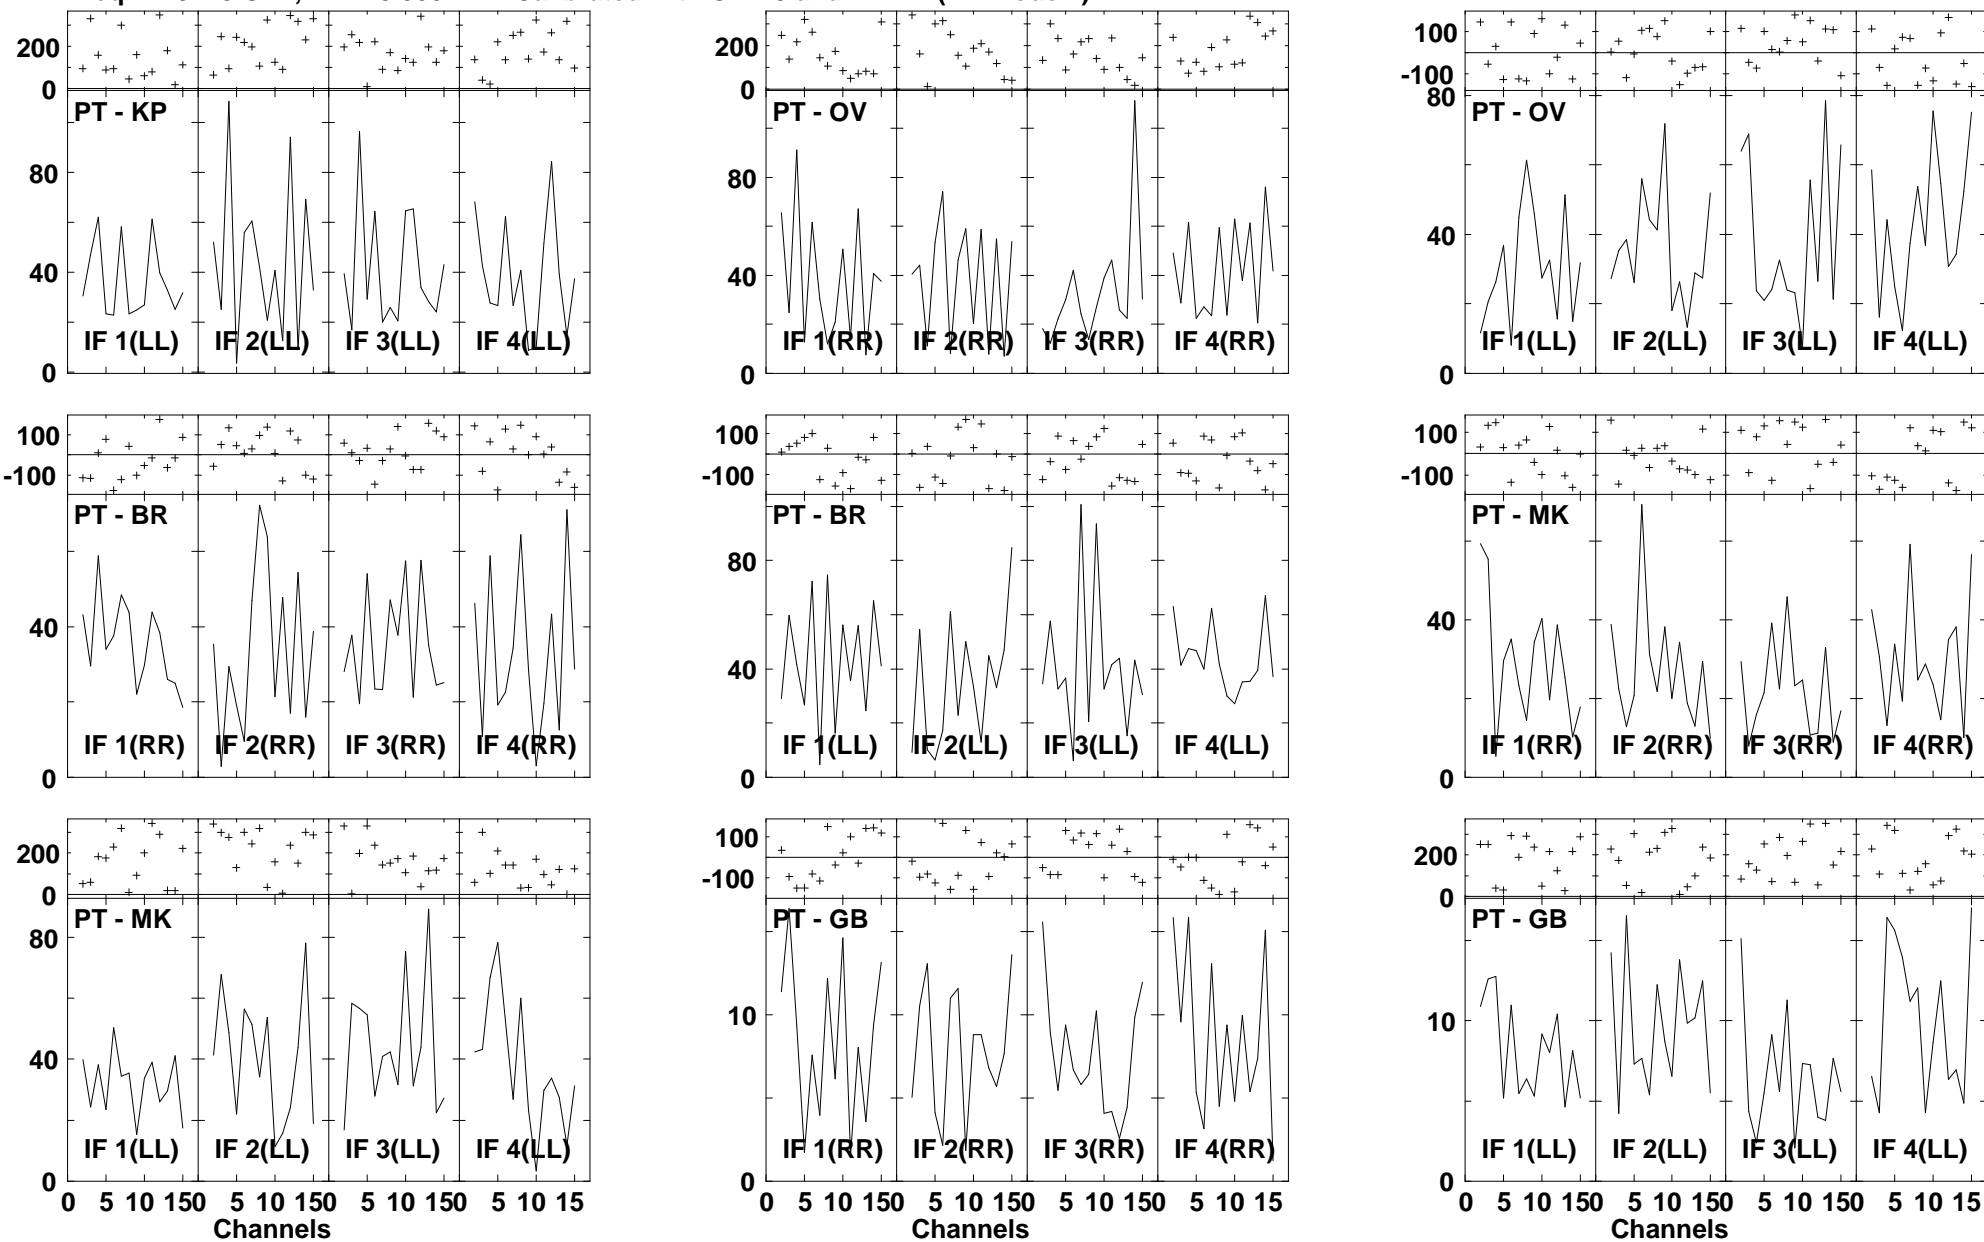 200
0
PT - KP
80
40
0
IF 1(LL) IF 2(LL) IF 3(LL) IF 4(LL)
200
0
PT - OV
80
40
0
IF 1(RR) IF 2(RR) IF 3(RR) IF 4(RR)
100
-100
80
PT - OV
40
0
IF 1(LL) IF 2(LL) IF 3(LL) IF 4(LL)
100
-100
PT - BR
40
0
IF 1(RR) IF 2(RR) IF 3(RR) IF 4(RR)
100
-100
PT - BR
80
40
0
IF 1(LL) IF 2(LL) IF 3(LL) IF 4(LL)
100
-100
PT - MK
40
0
IF 1(RR) IF 2(RR) IF 3(RR) IF 4(RR)
200
0
PT - MK
80
40
0
IF 1(LL) IF 2(LL) IF 3(LL) IF 4(LL)
0 5 10 150 5 10 150 5 10 150 5 10 15
Channels
100
-100
PT - GB
10
0
IF 1(RR) IF 2(RR) IF 3(RR) IF 4(RR)
0 5 10 150 5 10 150 5 10 150 5 10 15
Channels
200
0
PT - GB
10
0
IF 1(LL) IF 2(LL) IF 3(LL) IF 4(LL)
0 5 10 150 5 10 150 5 10 150 5 10 15
Channels